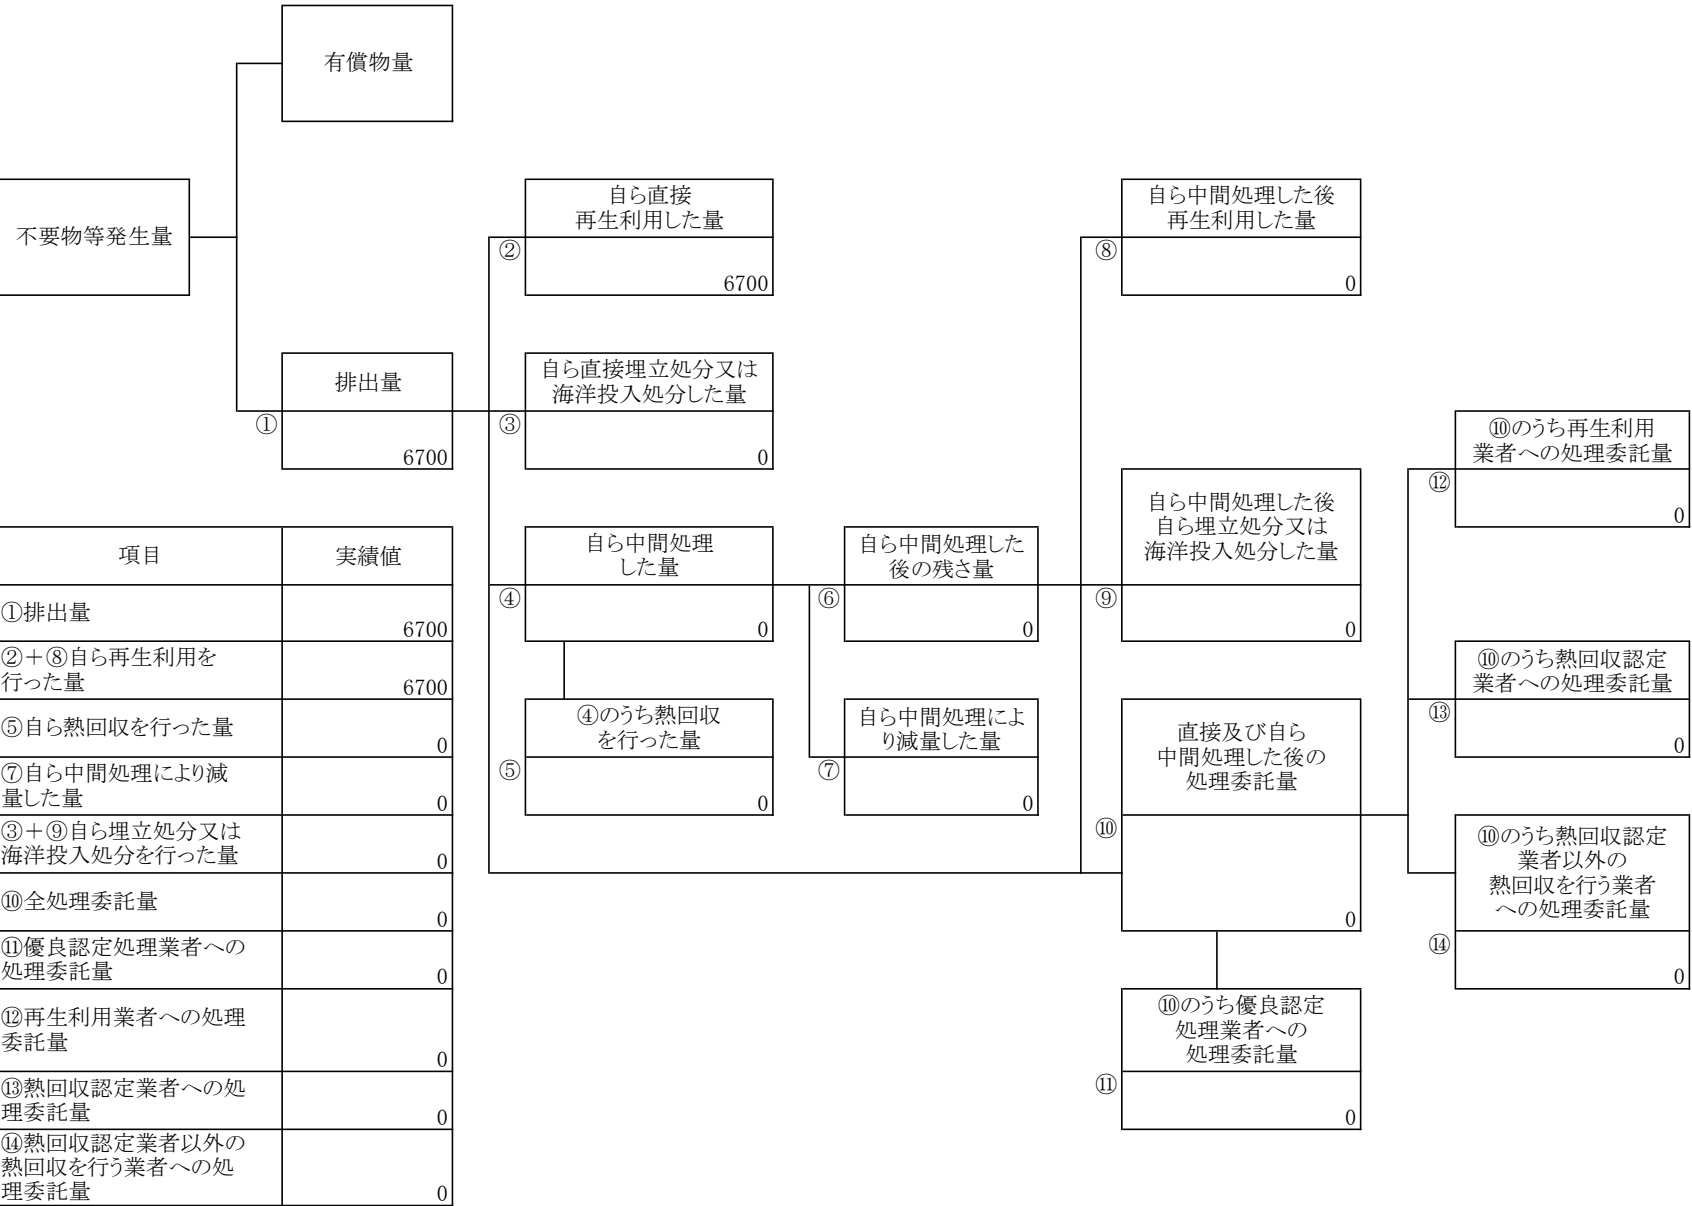 有償物量
不要物等発生量
自ら直接
再生利用した量
②
6700
自ら中間処理した後
再生利用した量
⑧
0
排出量
①
6700
自ら直接埋立処分又は
海洋投入処分した量
③
0
⑩のうち再生利用
業者への処理委託量
⑫
0
自ら中間処理
した量
④
0
自ら中間処理した
後の残さ量
⑥
0
自ら中間処理した後
自ら埋立処分又は
海洋投入処分した量
⑨
0
④のうち熱回収
を行った量
⑤
0
自ら中間処理によ
り減量した量
⑦
0
直接及び自ら
中間処理した後の
処理委託量
⑩
0
⑩のうち熱回収認定
業者への処理委託量
⑬
0
⑩のうち熱回収認定
業者以外の
熱回収を行う業者
への処理委託量
⑭
0
⑩のうち優良認定
処理業者への
処理委託量
⑪
0
項目 実績値
①排出量
6700
②＋⑧自ら再生利用を
行った量
6700
⑤自ら熱回収を行った量
0
⑦自ら中間処理により減
量した量
0
③＋⑨自ら埋立処分又は
海洋投入処分を行った量
0
⑩全処理委託量
0
⑪優良認定処理業者への
処理委託量
0
⑫再生利用業者への処理
委託量
0
⑬熱回収認定業者への処
理委託量
0
⑭熱回収認定業者以外の
熱回収を行う業者への処
理委託量
0